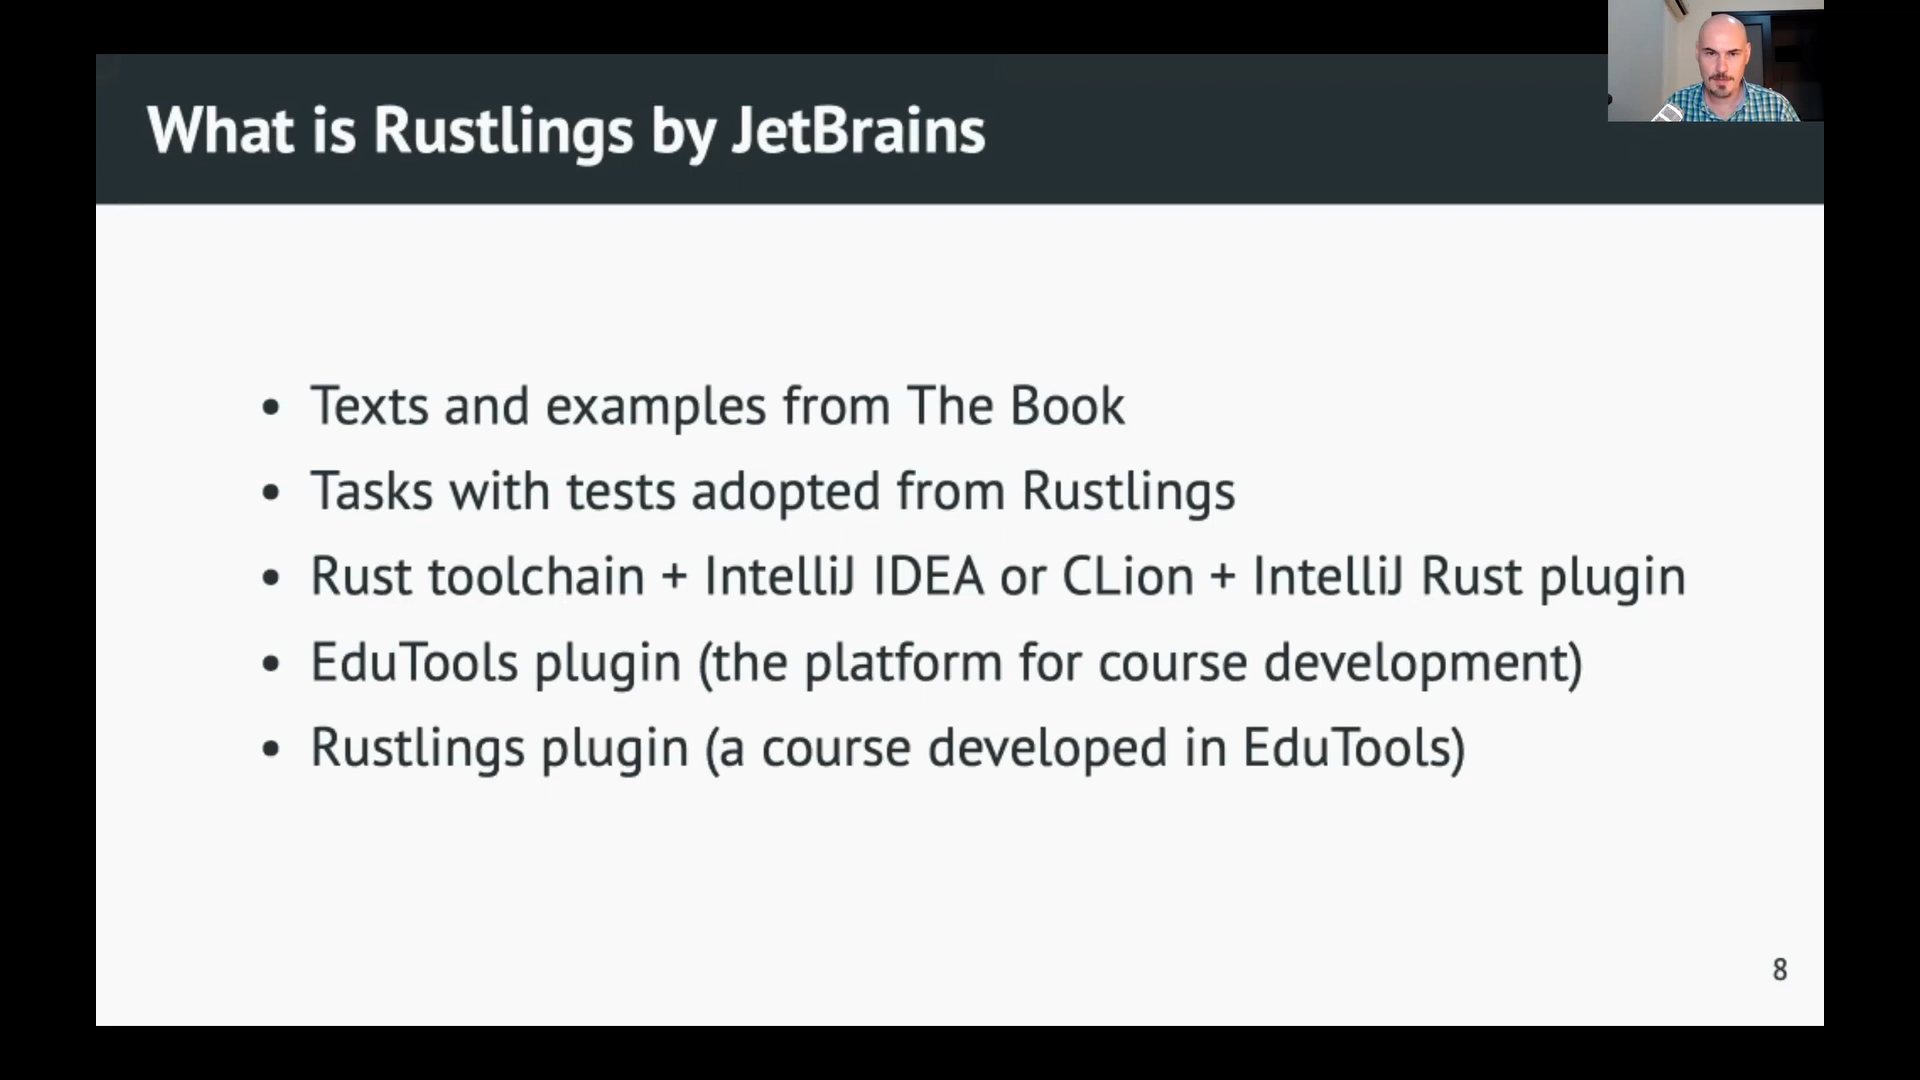 What is Rustlings by JetBrains
• Texts and examples from The Book
• Tasks with tests adopted from Rustlings
• Rust toolchain + IntelliJ IDEA or CLion + IntelliJ Rust plugin
• EduTools plugin (the platform for course development)
• Rustlings plugin (a course developed in EduTools)
8